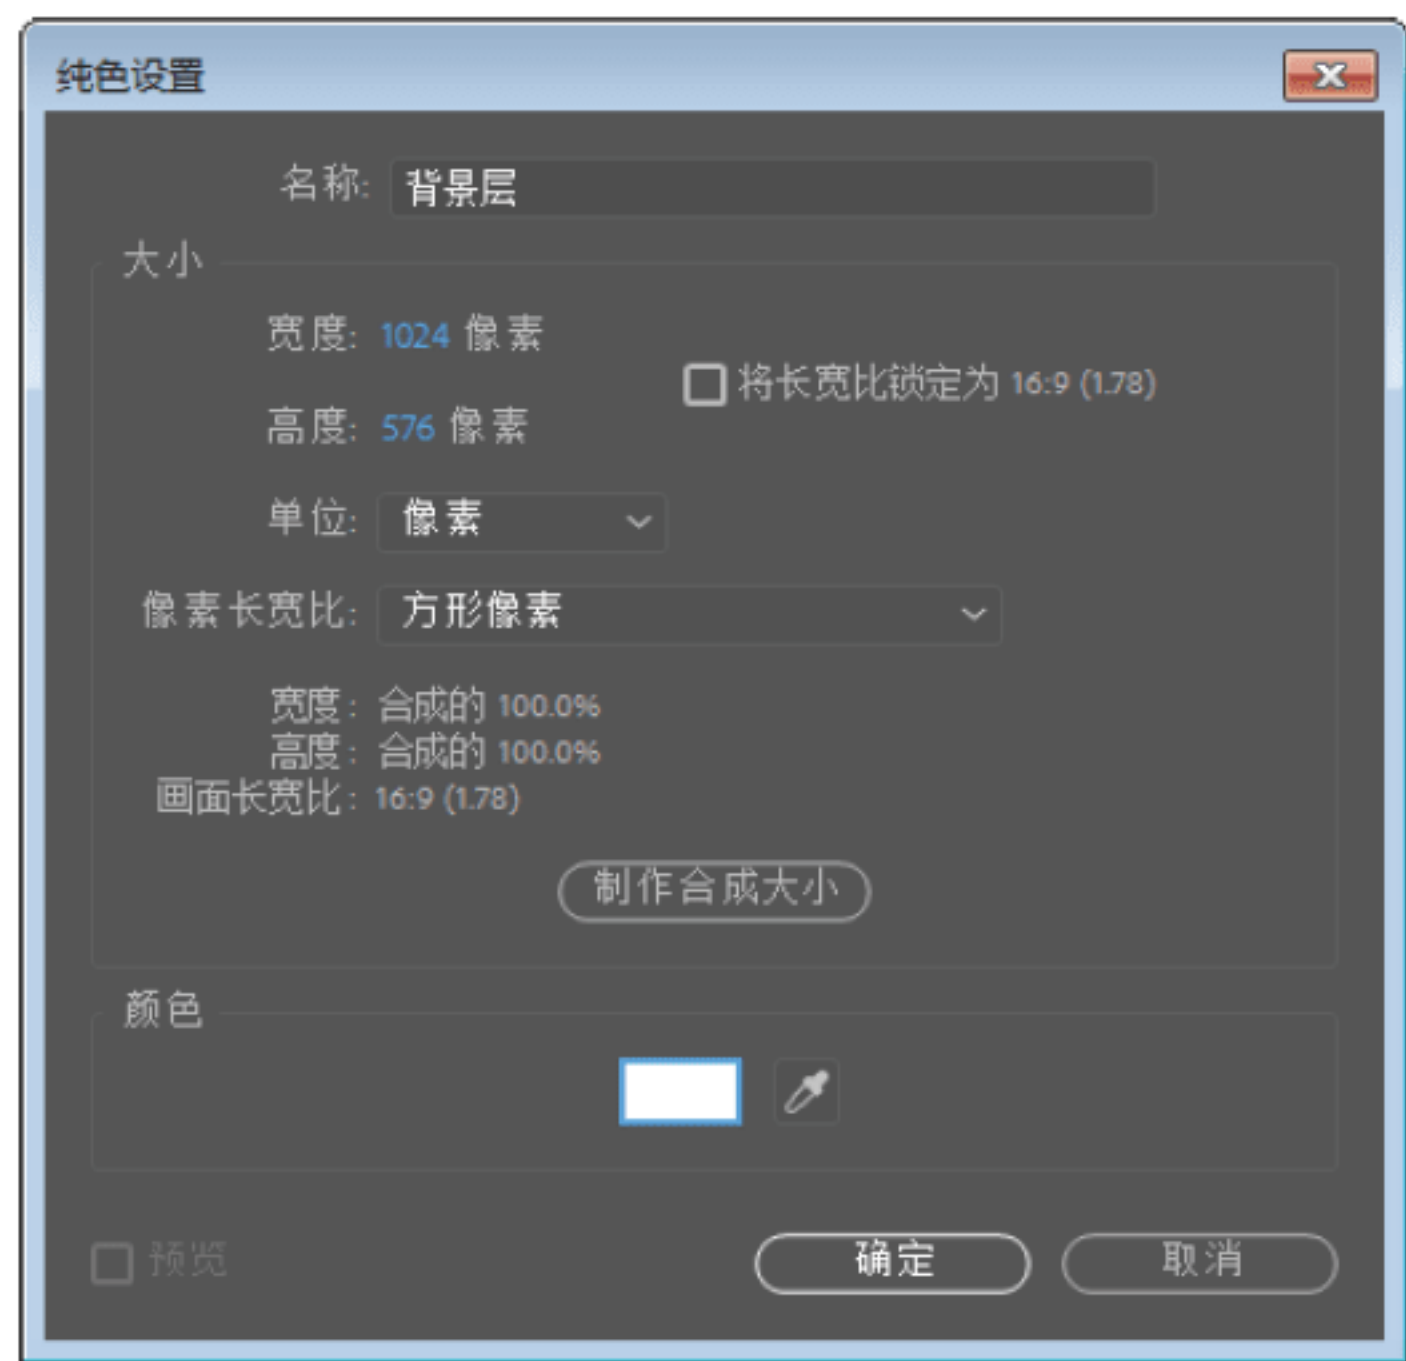 纯色设置
名称: 背景层
大小
宽度: 1024 像素
将长宽比锁定为 16:9 (1.78)
高度: 576 像素
单位: 像素
像素长宽比: 方形像素
宽度: 合成的 100.0%
高度: 合成的 100.0%
画面长宽比: 16:9 (1.78)
制作合成大小
颜色
预览 确定 取消